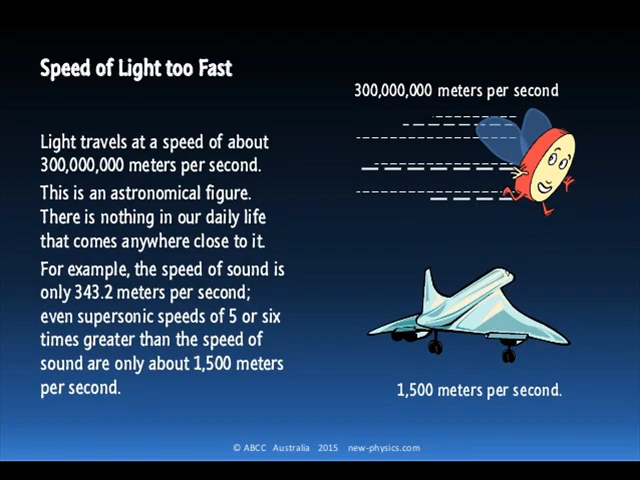 Speed of Light too Fast
300,000,000 meters per second
Light travels at a speed of about
300,000,000 meters per second.
This is an astronomical figure.
There is nothing in our daily life
that comes anywhere close to it.
For example, the speed of sound is
only 343.2 meters per second;
even supersonic speeds of 5 or six
times greater than the speed of
sound are only about 1,500 meters
per second.
1,500 meters per second.
© ABCC Australia 2015 new-physics.com